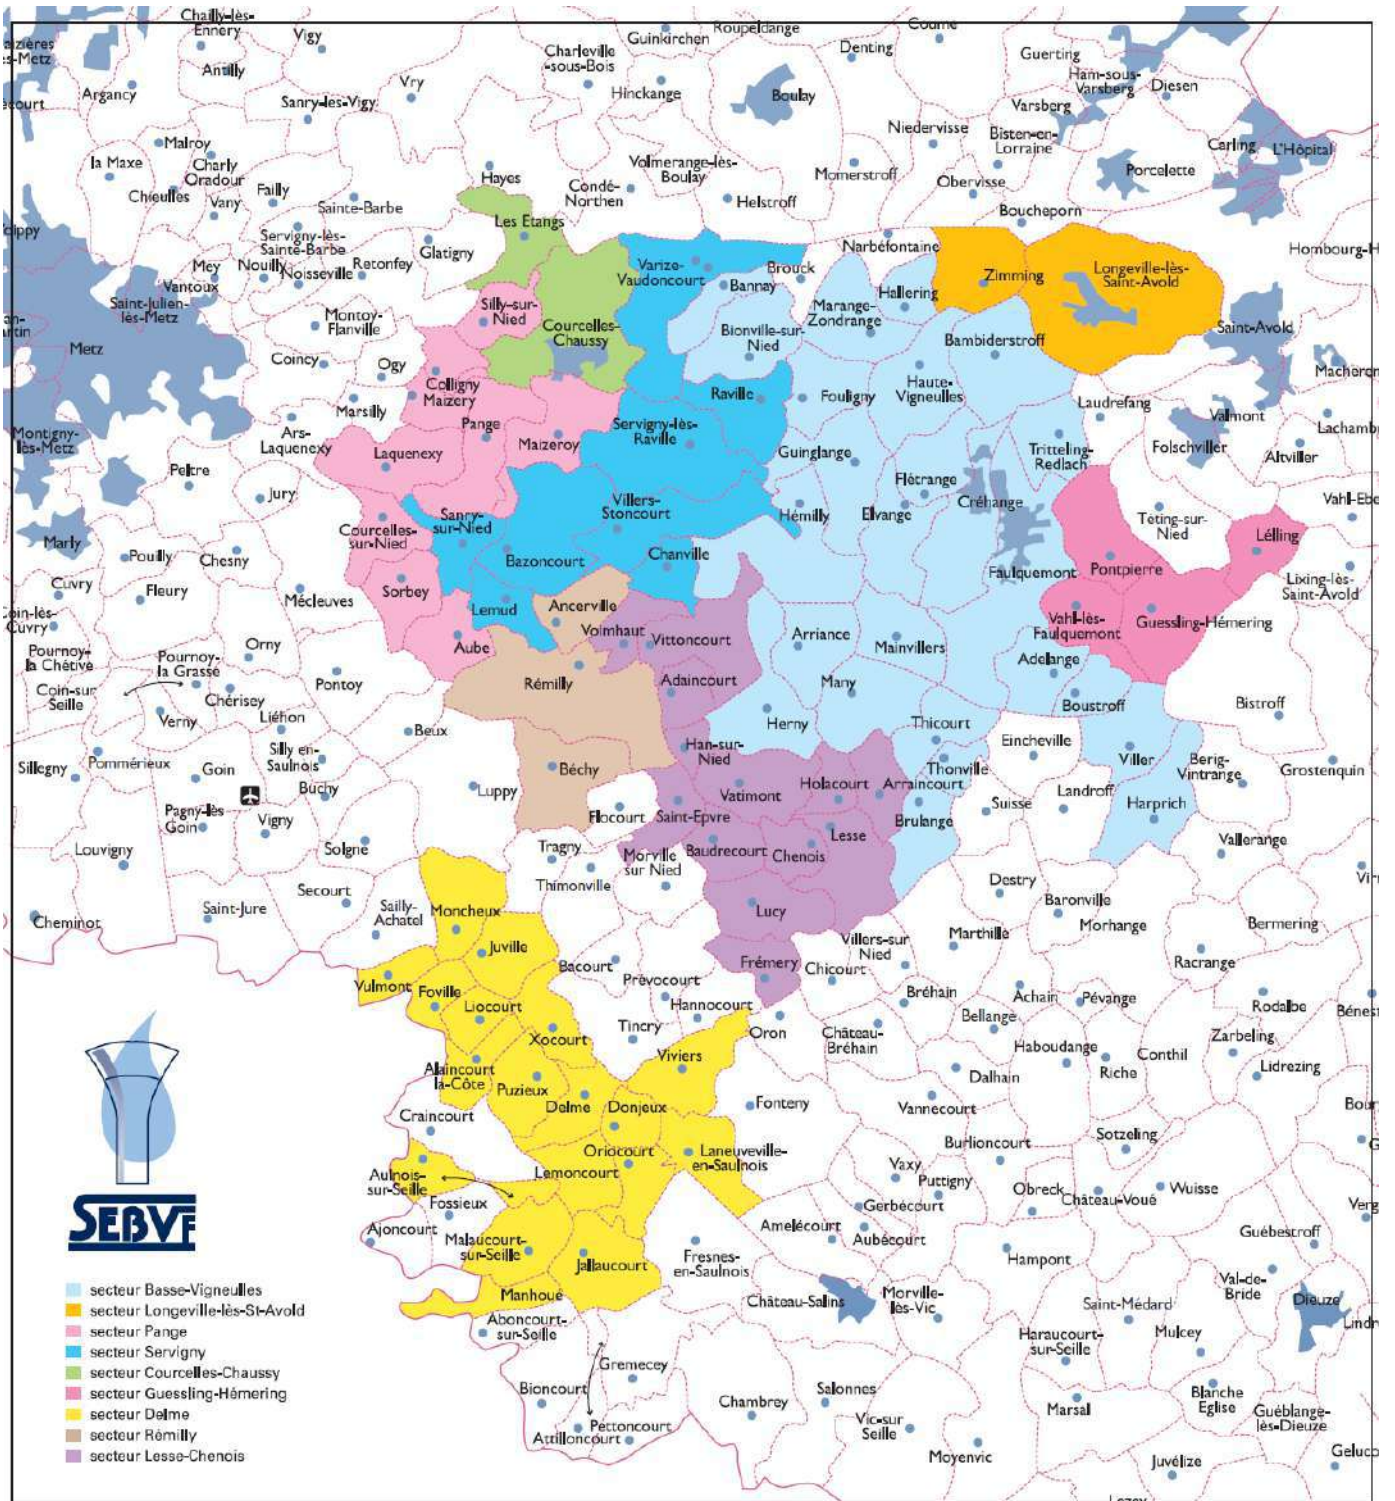 Chailly-lès-
Ennery
Vigy
Antilly
Argancy
Vry
Sanry-les-Vigy
Charleville
-sous-Bois
Guinkirchen
Roupeldange
Hinckange
Boulay
Denting
Coume
Guerting
Ham-sous-
Varsberg
Diesen
Varsberg
Niedervisse
Bisten-en-
Lorraine
Carling
L'Hôpital
Porcelette
Malroy
la Maxe
Charly
Oradour
Chieulles
Vany
Failly
Sainte-Barbe
Hayes
Condé-
Northen
Volmerange-lès-
Boulay
Helstroff
Momerstroff
Obervisse
Boucheporn
Servigny-lès-
Sainte-Barbe
Glatigny
Les Etangs
Narbéfontaine
Mey
Nouilly
Noisseville
Retonfey
Vantoux
Saint-Julien-
lès-Metz
Metz
Montoy-
Flanville
Coincy
Ogy
Marsilly
Silly-sur-
Nied
Courcelles-
Chaussy
Varize-
Vaudoncourt
Brouck
Bannay
Bionville-sur-
Nied
Marange-
Zondrange
Hallering
Zimming
Longeville-lès-
Saint-Avold
Saint-Avold
Bambiderstroff
Colligny
Maizery
Pange
Maizeroy
Raville
Servigny-lès-
Raville
Fouligny
Haute-
Vigneulles
Laudrefang
Valmont
Folschviller
Altviller
Montigny-
lès-Metz
Ars-
Laquenexy
Laquenexy
Peltre
Jury
Guinglange
Flétrange
Créhange
Tritteling-
Redlach
Téting-sur-
Nied
Lelling
Marly
Pouilly
Chesny
Courcelles-
sur-Nied
Sanry-
sur-Nied
Bazoncourt
Villers-
Stoncourt
Chanville
Hémilly
Elvange
Faulquemont
Pontpierre
Cuvry
Fleury
Mécleuves
Sorbey
Lemud
Ancerville
Vahl-lès-
Faulquemont
Guessling-Hémering
Lixing-lès-
Saint-Avold
Coin-lès-
Cuvry
Orny
Aube
Voimhaut
Vittoncourt
Arriance
Mainvillers
Adelange
Pournoy-
la Chétive
Pournoy-
la Grasse
Coin-sur
Seille
Chérisey
Pontoy
Rémilly
Adaincourt
Many
Boustroff
Bistroff
Verny
Liéhon
Beux
Herny
Thicourt
Eincheville
Sillegny
Pommérieux
Goin
Silly en-
Saulnois
Buchy
Béchy
Han-sur-
Nied
Thonville
Viller
Berig-
Vintrange
Grostenquin
Luppy
Vatimont
Holacourt
Arraincourt
Suisse
Landroff
Harprich
Pagny-lès
Goin
Vigny
Flocourt
Saint-Epvre
Brulange
Louvigny
Solgne
Tragny
Thimonville
Morville
sur Nied
Baudrecourt
Chenois
Lesse
Vallerange
Destry
Baronville
Cheminot
Saint-Jure
Secourt
Sailly-
Achatel
Moncheux
Lucy
Marthille
Morhange
Bermering
Juville
Frémery
Villers-sur
Nied
Racrange
Vulmont
Foville
Bacourt
Prévocourt
Chicourt
Liocourt
Hannocourt
Bréhain
Achain
Pévange
Rodalbe
Xocourt
Tincry
Oron
Château-
Bréhain
Bellange
Zarbeling
Alaincourt
la-Côte
Viviers
Haboudange
Riche
Conthil
Lidrezing
Puzieux
Delme
Donjeux
Fonteny
Dalhain
Vannecourt
Craincourt
Oriocourt
Laneuveville-
en-Saulnois
Burlioncourt
Sotzeling
Aulnois-
sur-Seille
Lemoncourt
Vaxy
Puttigny
Obreck
Château-Voué
Wuisse
Fossieux
Gerbécourt
Ajoncourt
Malaucourt-
sur-Seille
Jallaucourt
Fresnes-
en-Saulnois
Amelécourt
Aubécourt
Hampont
Guébestroff
Manhoué
Château-Salins
Morville-
lès-Vic
Val-de-
Bride
Dieuze
Saint-Médard
Mulcey
Aboncourt-
sur-Seille
Haraucourt-
sur-Seille
Gremecey
Bioncourt
Chambrey
Salonnes
Marsal
Blanche
Eglise
Guéblange-
lès-Dieuze
Pettoncourt
Attilloncourt
Vic-sur
Seille
Moyenvic
Juvélize
SEBVF
secteur Basse-Vigneulles
secteur Longeville-lès-St-Avold
secteur Pange
secteur Servigny
secteur Courcelles-Chaussy
secteur Guessling-Hémering
secteur Delme
secteur Rémilly
secteur Lesse-Chenois